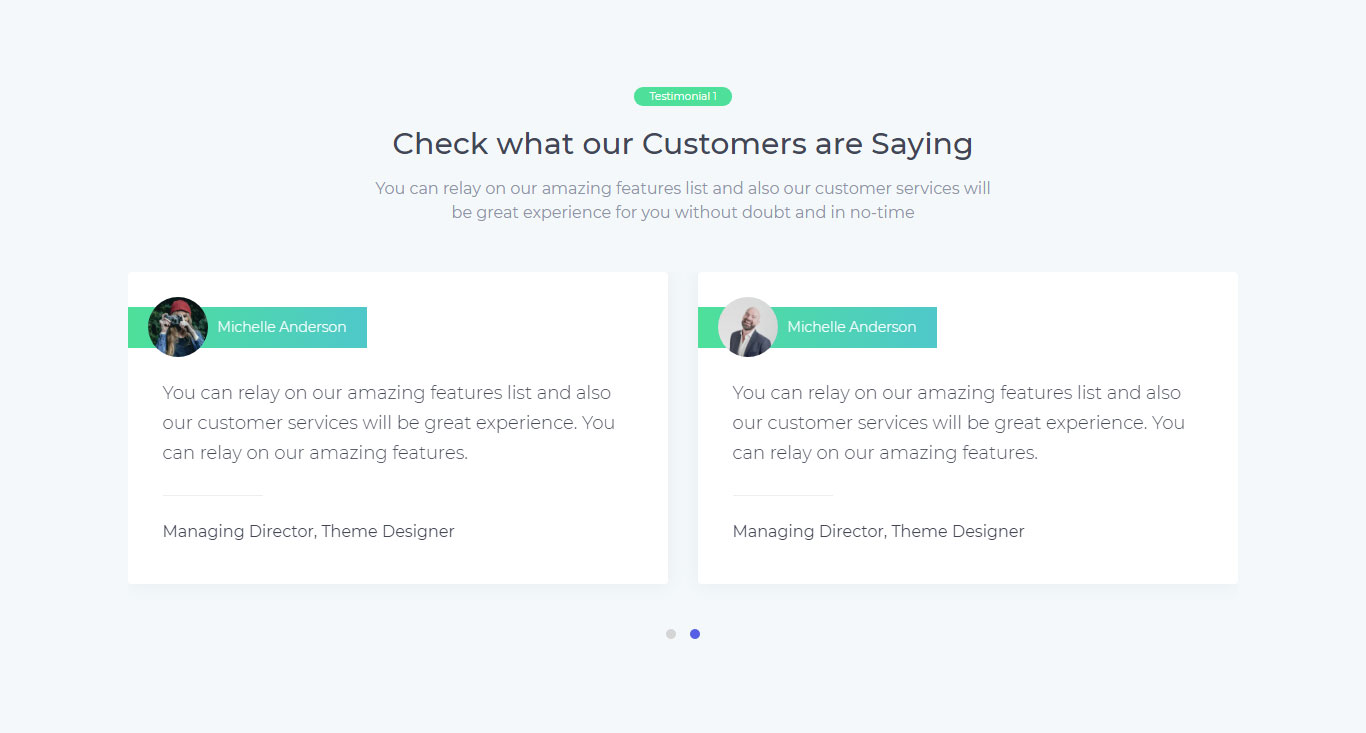 Testimonial 1
Check what our Customers are Saying
You can relay on our amazing features list and also our customer services will
be great experience for you without doubt and in no-time
Michelle Anderson
You can relay on our amazing features list and also
our customer services will be great experience. You
can relay on our amazing features.
Managing Director, Theme Designer
Michelle Anderson
You can relay on our amazing features list and also
our customer services will be great experience. You
can relay on our amazing features.
Managing Director, Theme Designer